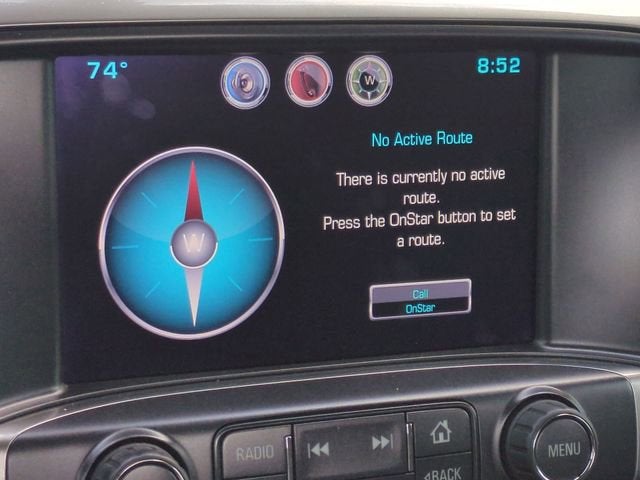 74°
W
8:52
No Active Route
There is currently no active
route.
Press the OnStar button to set
a route.
W
Call
OnStar
RADIO
MENU
BACK